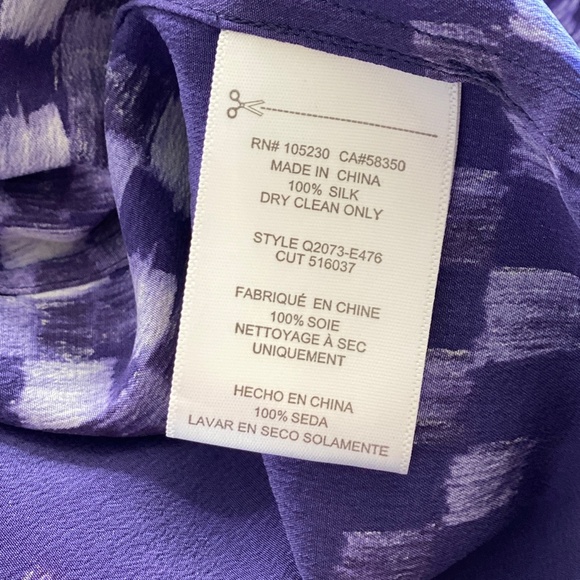 RN# 105230 CA#58350
MADE IN CHINA
100% SILK
DRY CLEAN ONLY
STYLE Q2073-E476
CUT 516037
FABRIQUÉ EN CHINE
100% SOIE
NETTOYAGE À SEC
UNIQUEMENT
HECHO EN CHINA
100% SEDA
LAVAR EN SECO SOLAMENTE